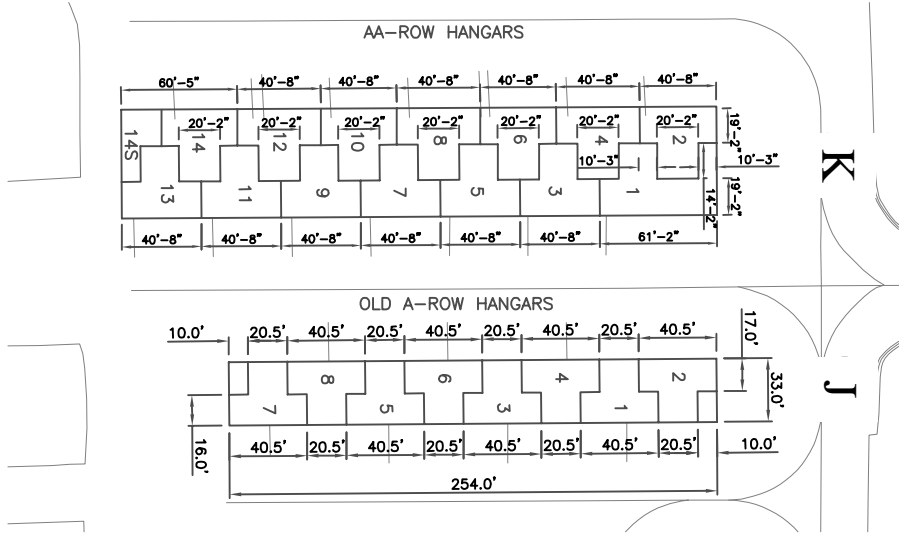 AA-ROW HANGARS
60'-5" 40'-8" 40'-8" 40'-8" 40'-8" 40'-8" 40'-8"
20'-2" 20'-2" 20'-2" 20'-2" 20'-2" 20'-2" 20'-2" 19'-2"
14S 14 12 10 8 6 4 2
10'-3" 10'-3"
13 11 9 7 5 3 1 14'-2" 19'-2"
40'-8" 40'-8" 40'-8" 40'-8" 40'-8" 40'-8" 61'-2"
K
OLD A-ROW HANGARS
10.0' 20.5' 40.5' 20.5' 40.5' 20.5' 40.5' 20.5' 40.5' 17.0'
8 6 4 2 33.0'
J
7 5 3 1
16.0' 40.5' 20.5' 40.5' 20.5' 40.5' 20.5' 40.5' 20.5' 10.0'
254.0'